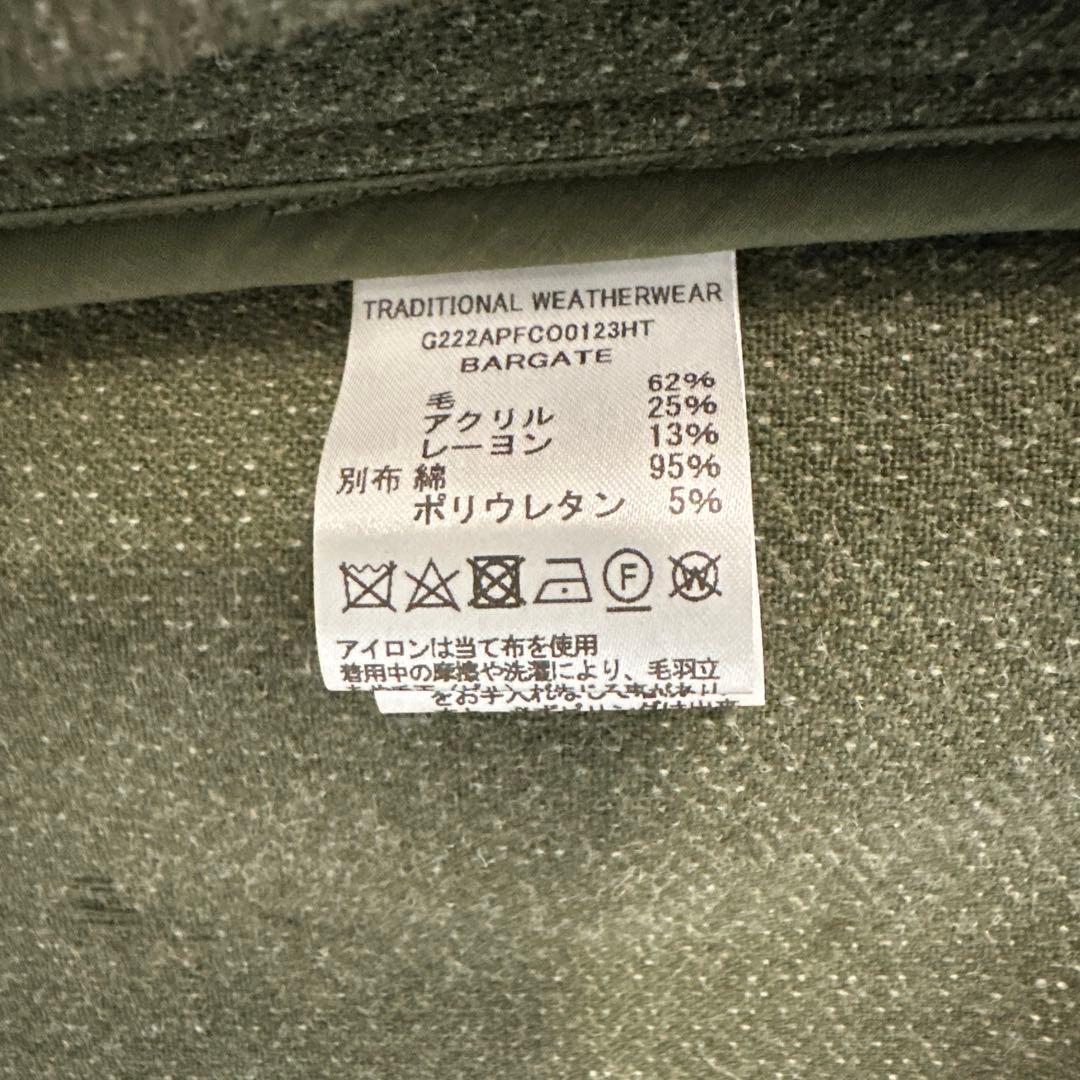 TRADITIONAL WEATHERWEAR
G222APFCO0123HT
BARGATE
毛 62%
アクリル 25%
レーヨン 13%
別布 綿 95%
ポリウレタン 5%
F W
アイロンは当て布を使用
着用中の摩擦や洗濯により、毛羽立